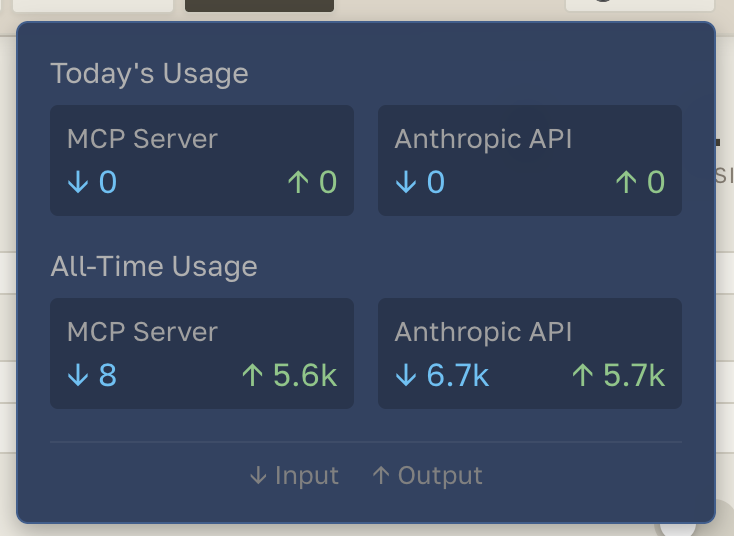 Today's Usage
MCP Server
↓ 0 ↑ 0
Anthropic API
↓ 0 ↑ 0
All-Time Usage
MCP Server
↓ 8 ↑ 5.6k
Anthropic API
↓ 6.7k ↑ 5.7k
↓ Input ↑ Output
SI